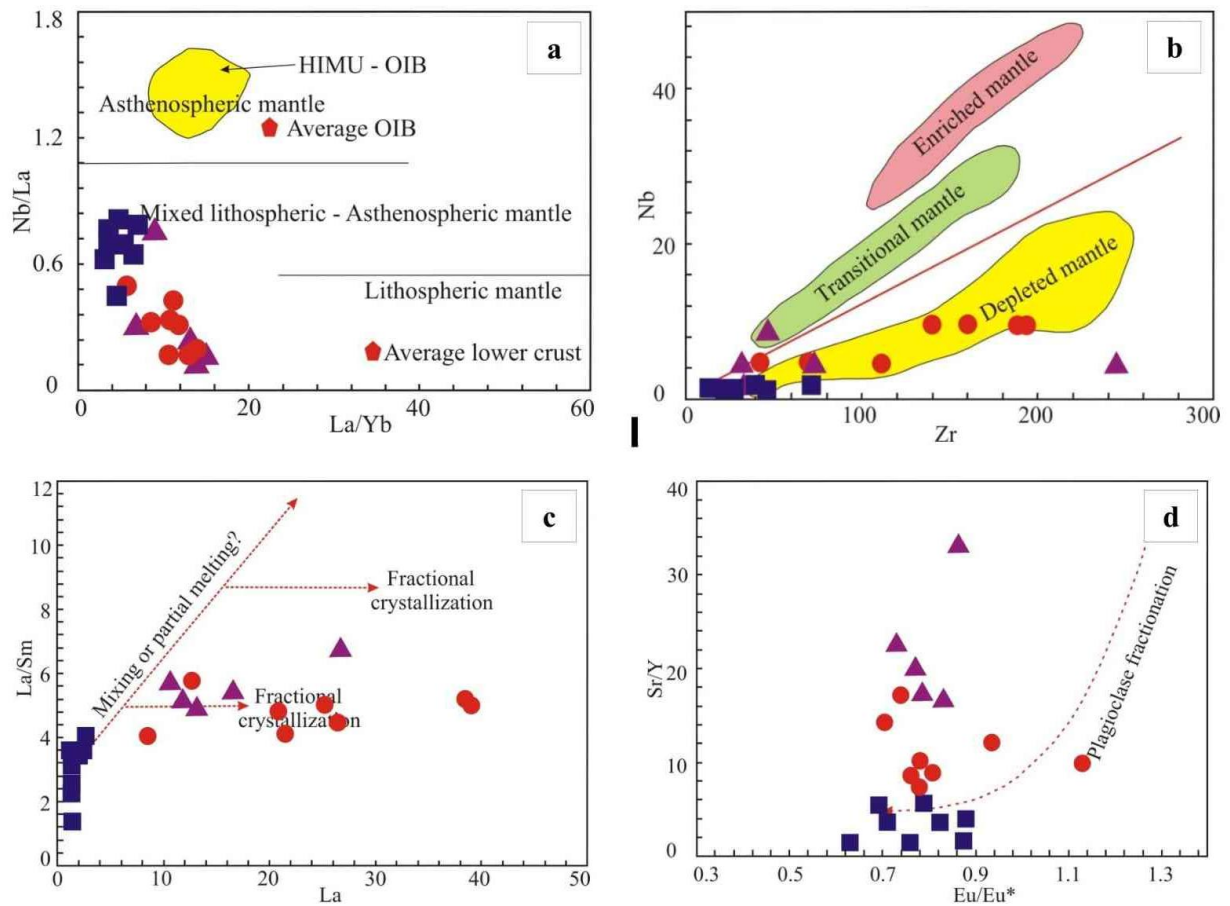 1.8
1.2
0.6
0
Nb/La
a
HIMU - OIB
Asthenospheric mantle
Average OIB
Mixed lithospheric - Asthenospheric mantle
Lithospheric mantle
Average lower crust
0
20
40
60
La/Yb
40
20
0
Nb
b
Enriched mantle
Transitional mantle
Depleted mantle
0
100
200
300
Zr
12
10
8
6
4
2
0
La/Sm
c
Mixing or partial melting?
Fractional
crystallization
Fractional
crystallization
0
10
20
30
40
50
La
40
30
20
10
0
Sr/Y
d
Plagioclase fractionation
0.3
0.5
0.7
0.9
1.1
1.3
Eu/Eu*